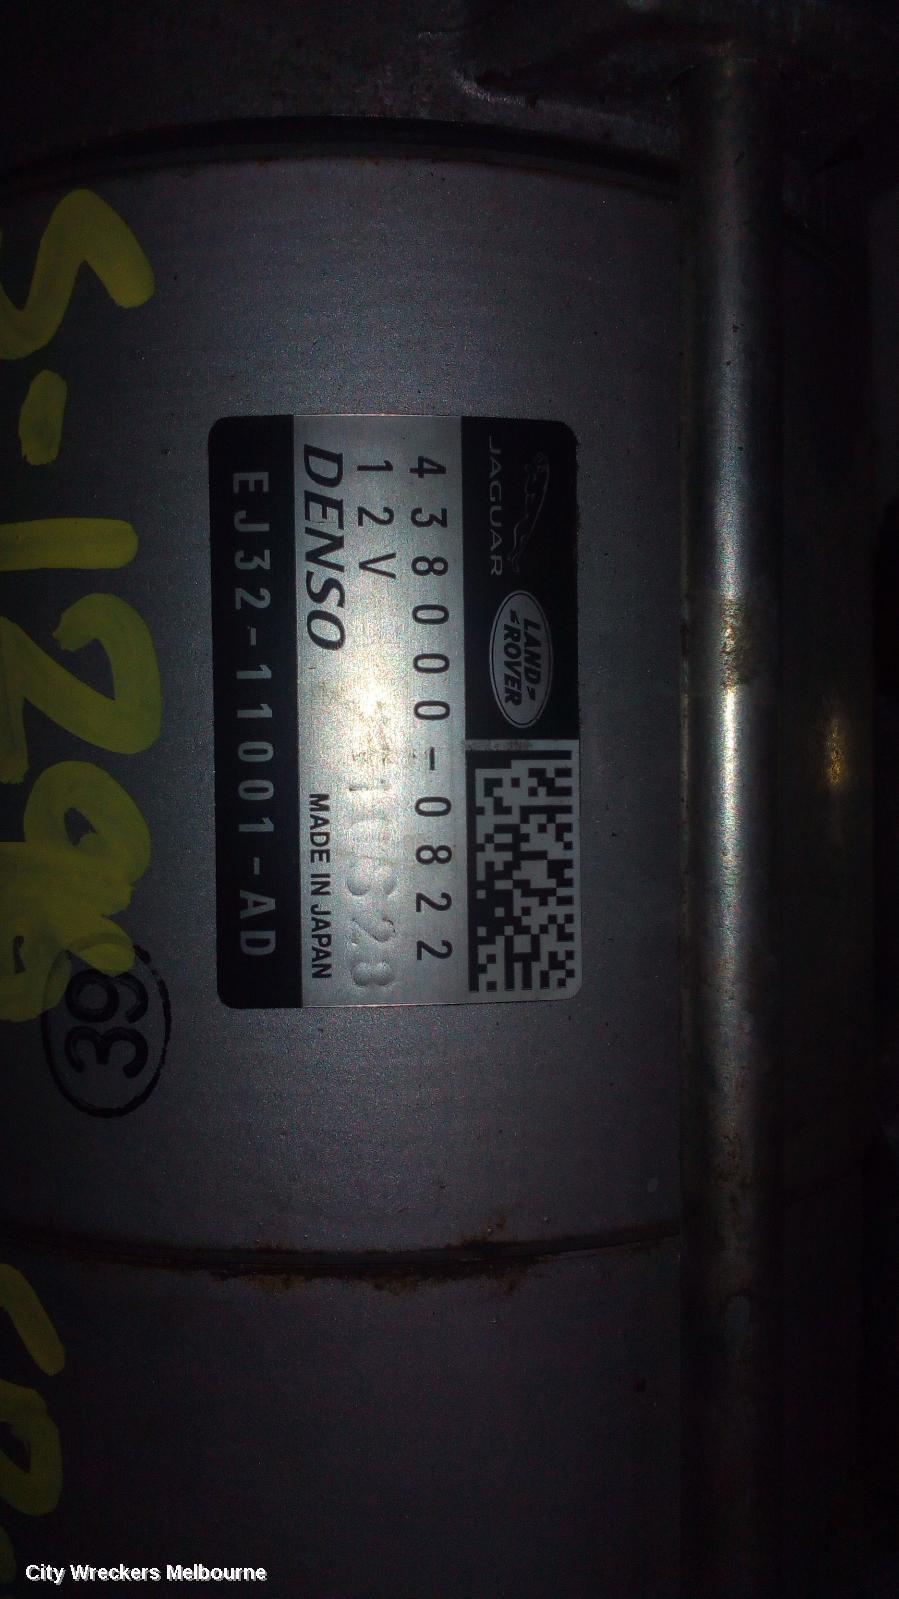 JAGUAR
LAND ROVER
438000-0822
12V
DENSO
MADE IN JAPAN
EJ32-11001-AD
39
City Wreckers Melbourne